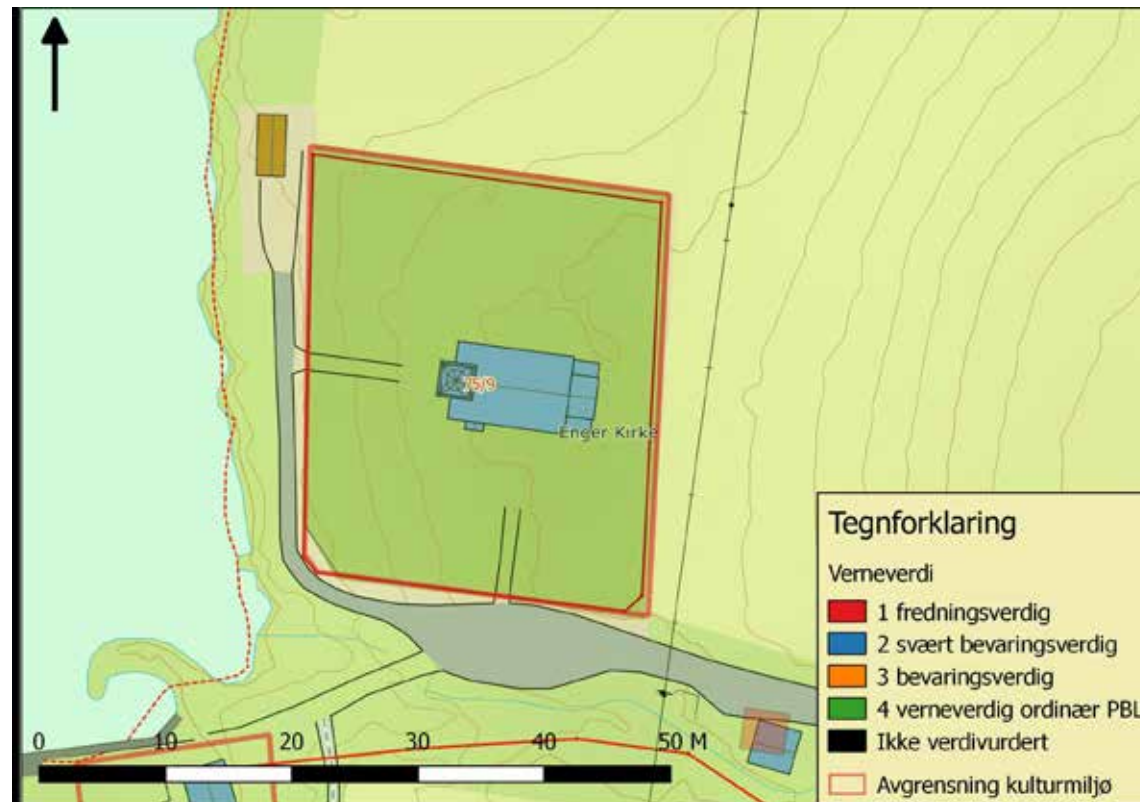 75/9
Enger Kirke
Tegnforklaring
Verneverdi
1 fredningsverdig
2 svært bevaringsverdig
3 bevaringsverdig
4 verneverdig ordinær PBL
Ikke verdivurdert
Avgrensning kulturmiljø
0 10 20 30 40 50 M